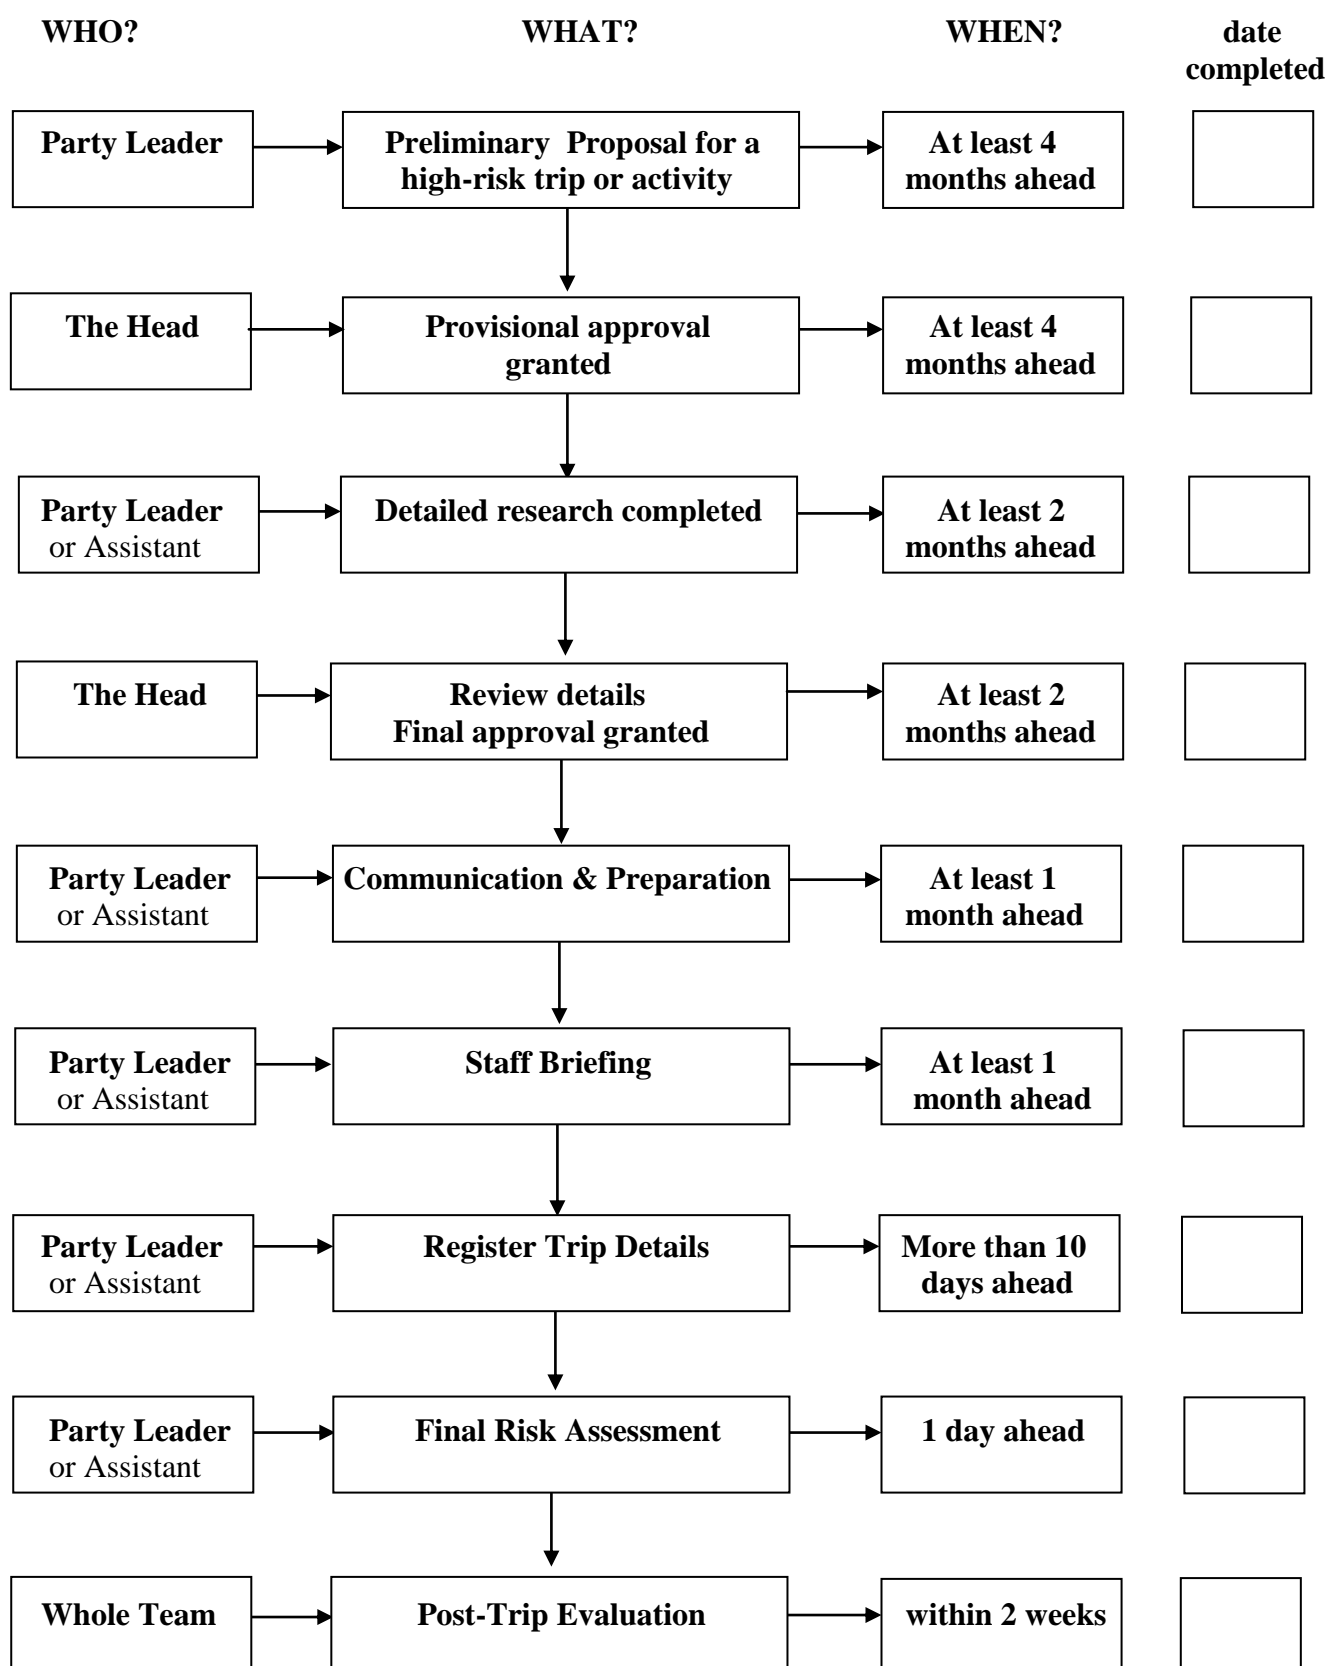 WHO? WHAT? WHEN? date
completed
Party Leader Preliminary Proposal for a At least 4
high-risk trip or activity months ahead
The Head Provisional approval At least 4
granted months ahead
Party Leader Detailed research completed At least 2
or Assistant months ahead
The Head Review details At least 2
Final approval granted months ahead
Party Leader Communication & Preparation At least 1
or Assistant month ahead
Party Leader Staff Briefing At least 1
or Assistant month ahead
Party Leader Register Trip Details More than 10
or Assistant days ahead
Party Leader Final Risk Assessment 1 day ahead
or Assistant
Whole Team Post-Trip Evaluation within 2 weeks